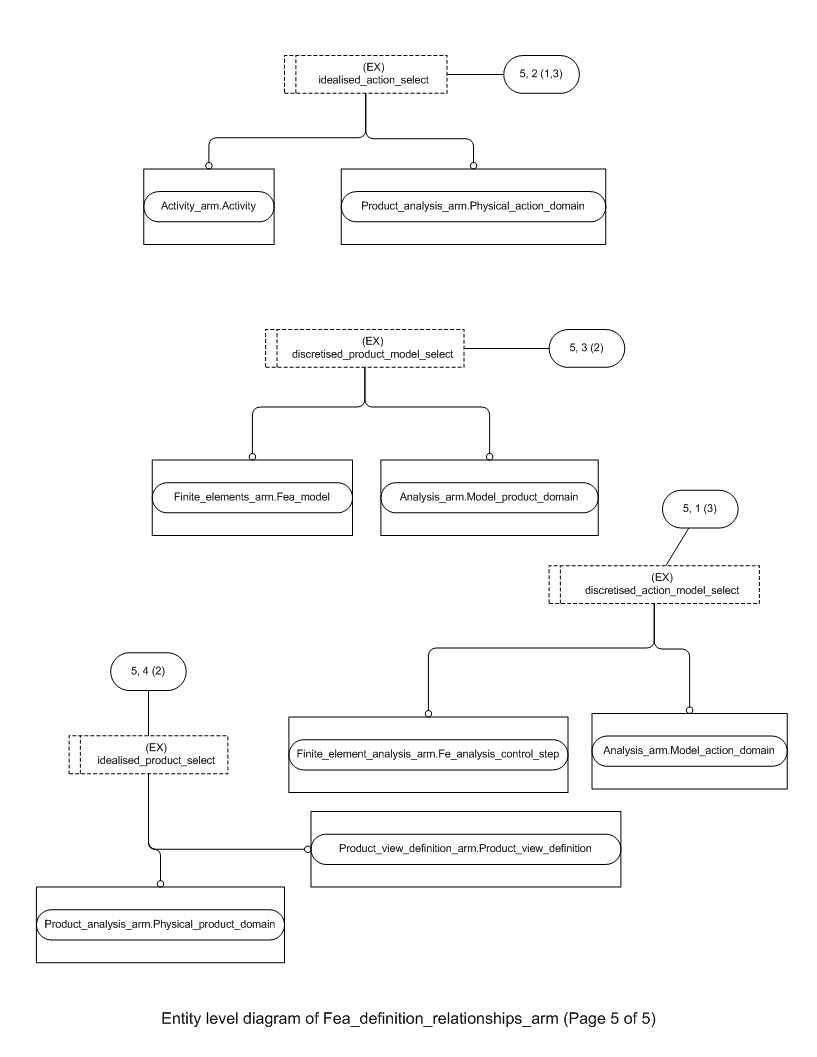 (EX)
idealised_action_select
5, 2 (1,3)
Activity_arm.Activity
Product_analysis_arm.Physical_action_domain
(EX)
discretised_product_model_select
5, 3 (2)
Finite_elements_arm.Fea_model
Analysis_arm.Model_product_domain
5, 1 (3)
(EX)
discretised_action_model_select
5, 4 (2)
(EX)
idealised_product_select
Finite_element_analysis_arm.Fe_analysis_control_step
Analysis_arm.Model_action_domain
Product_view_definition_arm.Product_view_definition
Product_analysis_arm.Physical_product_domain
Entity level diagram of Fea_definition_relationships_arm (Page 5 of 5)